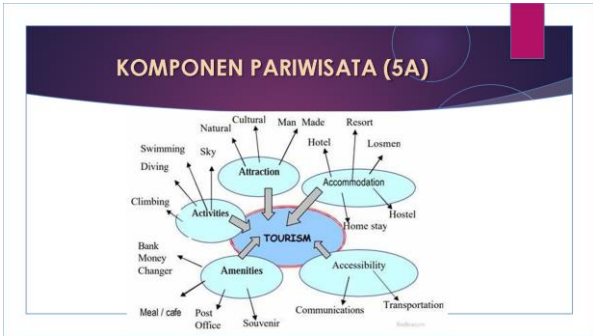 KOMPONEN PARIWISATA (5A)
Cultural
Man Made
Resort
Natural
Hotel
Losmen
Swimming
Sky
Diving
Attraction
Accommodation
Climbing
Activities
Hostel
Home stay
TOURISM
Bank
Money
Changer
Amenities
Accessibility
Meal / cafe
Post
Office
Souvenir
Communications
Transportation